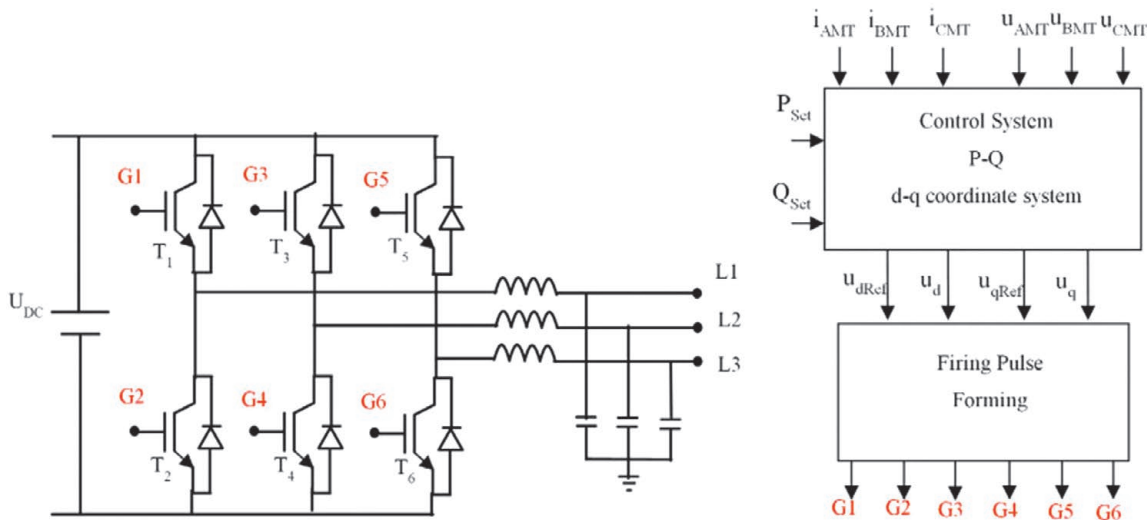 G1
G3
G5
T1
T3
T5
UDC
L1
L2
L3
G2
G4
G6
T2
T4
T6
iAMT iBMT iCMT uAMT uBMT uCMT
PSet
QSet
Control System
P-Q
d-q coordinate system
udRef ud uqRef uq
Firing Pulse
Forming
G1 G2 G3 G4 G5 G6